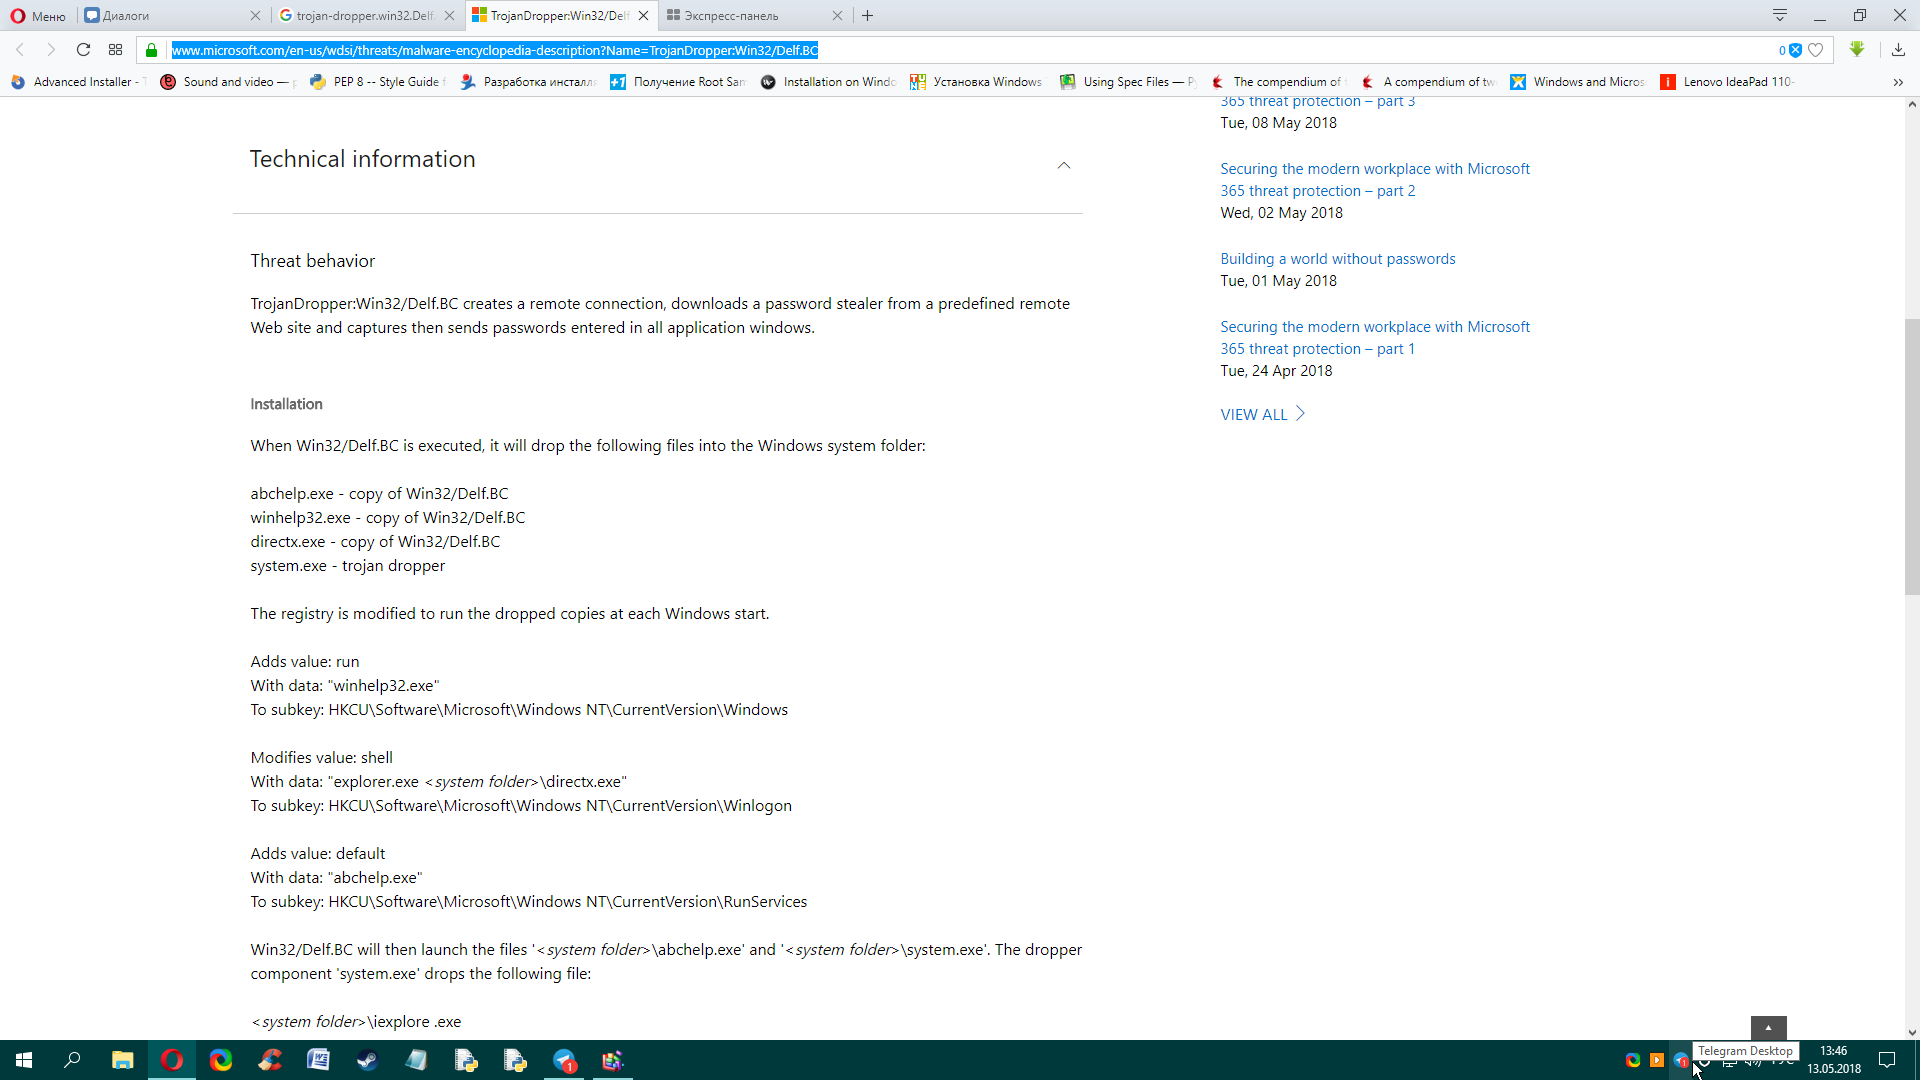 Меню
Диалоги
trojan-dropper.win32.Delf.
TrojanDropper:Win32/Delf
Экспресс-панель
www.microsoft.com/en-us/wdsi/threats/malware-encyclopedia-description?Name=TrojanDropper:Win32/Delf.BC
0
Advanced Installer -
Sound and video —
PEP 8 -- Style Guide
Разработка инсталля
Получение Root
Installation on Windo
Установка Windows
Using Spec Files —
The compendium of
A compendium of
Windows and Micros
Lenovo IdeaPad 110-
Technical information
Threat behavior
TrojanDropper:Win32/Delf.BC creates a remote connection, downloads a password stealer from a predefined remote
Web site and captures then sends passwords entered in all application windows.
Installation
When Win32/Delf.BC is executed, it will drop the following files into the Windows system folder:
abchelp.exe - copy of Win32/Delf.BC
winhelp32.exe - copy of Win32/Delf.BC
directx.exe - copy of Win32/Delf.BC
system.exe - trojan dropper
The registry is modified to run the dropped copies at each Windows start.
Adds value: run
With data: "winhelp32.exe"
To subkey: HKCU\Software\Microsoft\Windows NT\CurrentVersion\Windows
Modifies value: shell
With data: "explorer.exe <system folder>\directx.exe"
To subkey: HKCU\Software\Microsoft\Windows NT\CurrentVersion\Winlogon
Adds value: default
With data: "abchelp.exe"
To subkey: HKCU\Software\Microsoft\Windows NT\CurrentVersion\RunServices
Win32/Delf.BC will then launch the files '<system folder>\abchelp.exe' and '<system folder>\system.exe'. The dropper
component 'system.exe' drops the following file:
<system folder>\iexplore .exe
365 threat protection – part 3
Tue, 08 May 2018
Securing the modern workplace with Microsoft
365 threat protection – part 2
Wed, 02 May 2018
Building a world without passwords
Tue, 01 May 2018
Securing the modern workplace with Microsoft
365 threat protection – part 1
Tue, 24 Apr 2018
VIEW ALL
Telegram Desktop
1
13:46
13.05.2018